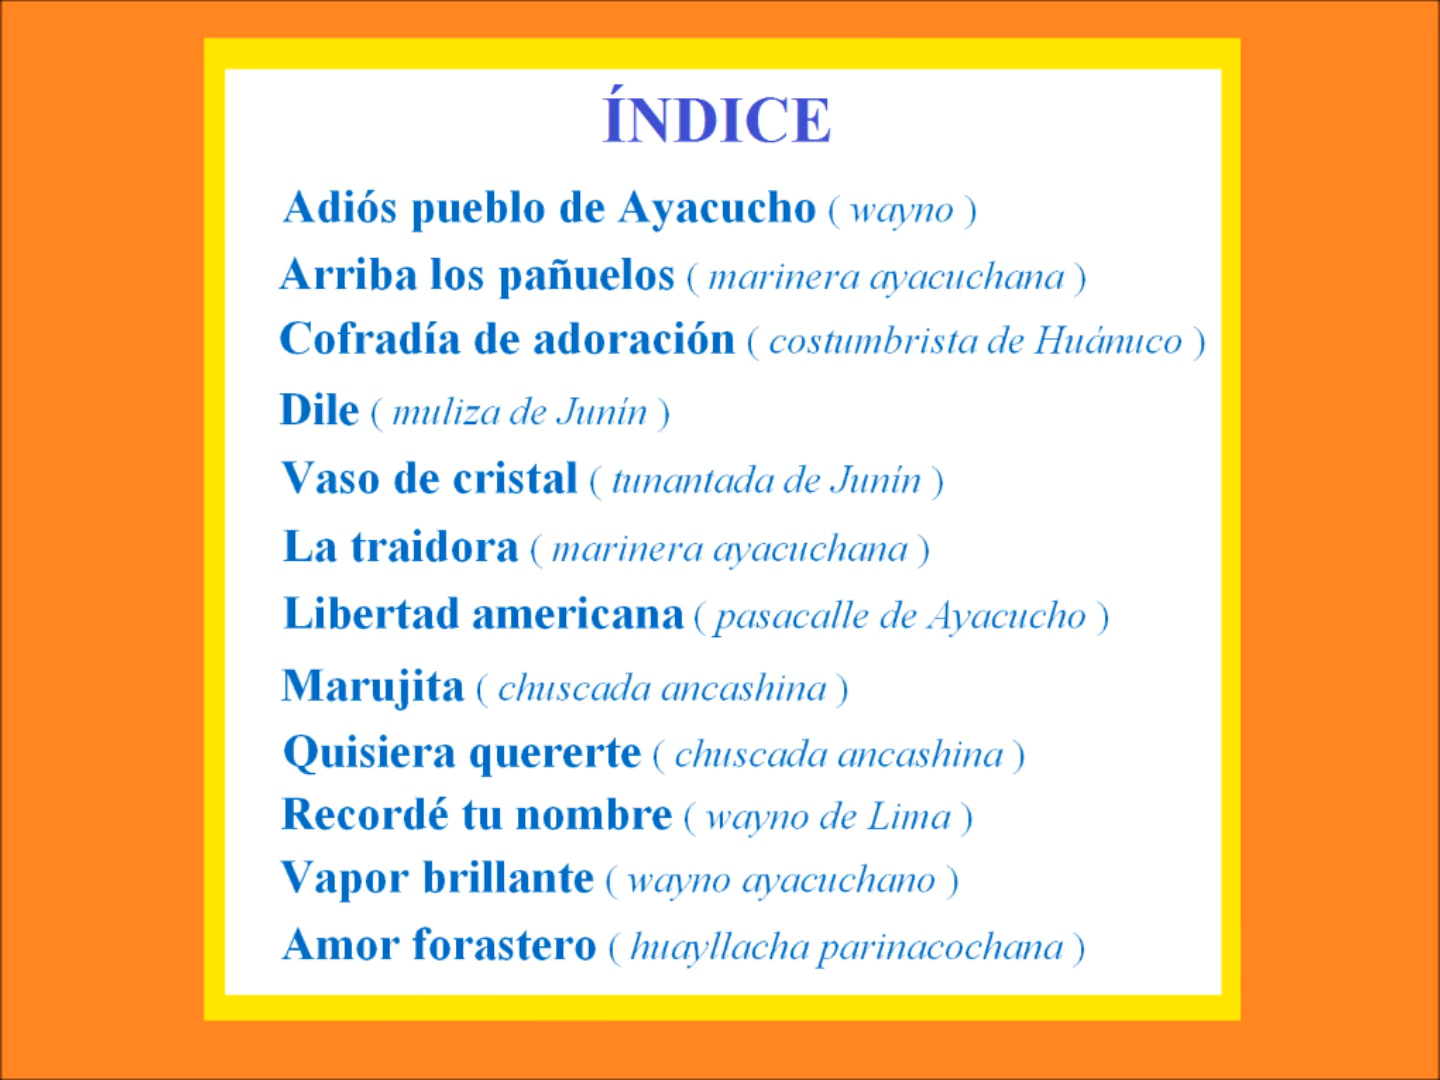 ÍNDICE
Adiós pueblo de Ayacucho ( wayno )
Arriba los pañuelos ( marinera ayacuchana )
Cofradía de adoración ( costumbrista de Huánuco )
Dile ( muliza de Junín )
Vaso de cristal ( tunantada de Junín )
La traidora ( marinera ayacuchana )
Libertad americana ( pasacalle de Ayacucho )
Marujita ( chuscada ancashina )
Quisiera quererte ( chuscada ancashina )
Recordé tu nombre ( wayno de Lima )
Vapor brillante ( wayno ayacuchano )
Amor forastero ( huayllacha parinacochana )